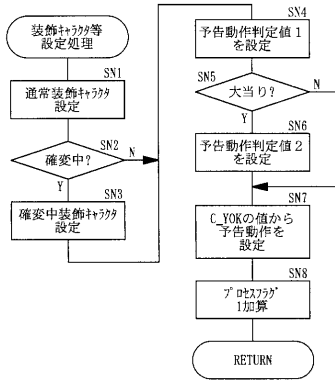 装飾キャラクタ等
設定処理
SN1
通常装飾キャラクタ
設定
SN2
確変中?
N
Y
SN3
確変中装飾キャラクタ
設定
SN4
予告動作判定値1
を設定
SN5
大当り?
N
Y
SN6
予告動作判定値2
を設定
SN7
C_YOKの値から
予告動作を
設定
SN8
プロセスフラグ
1加算
RETURN